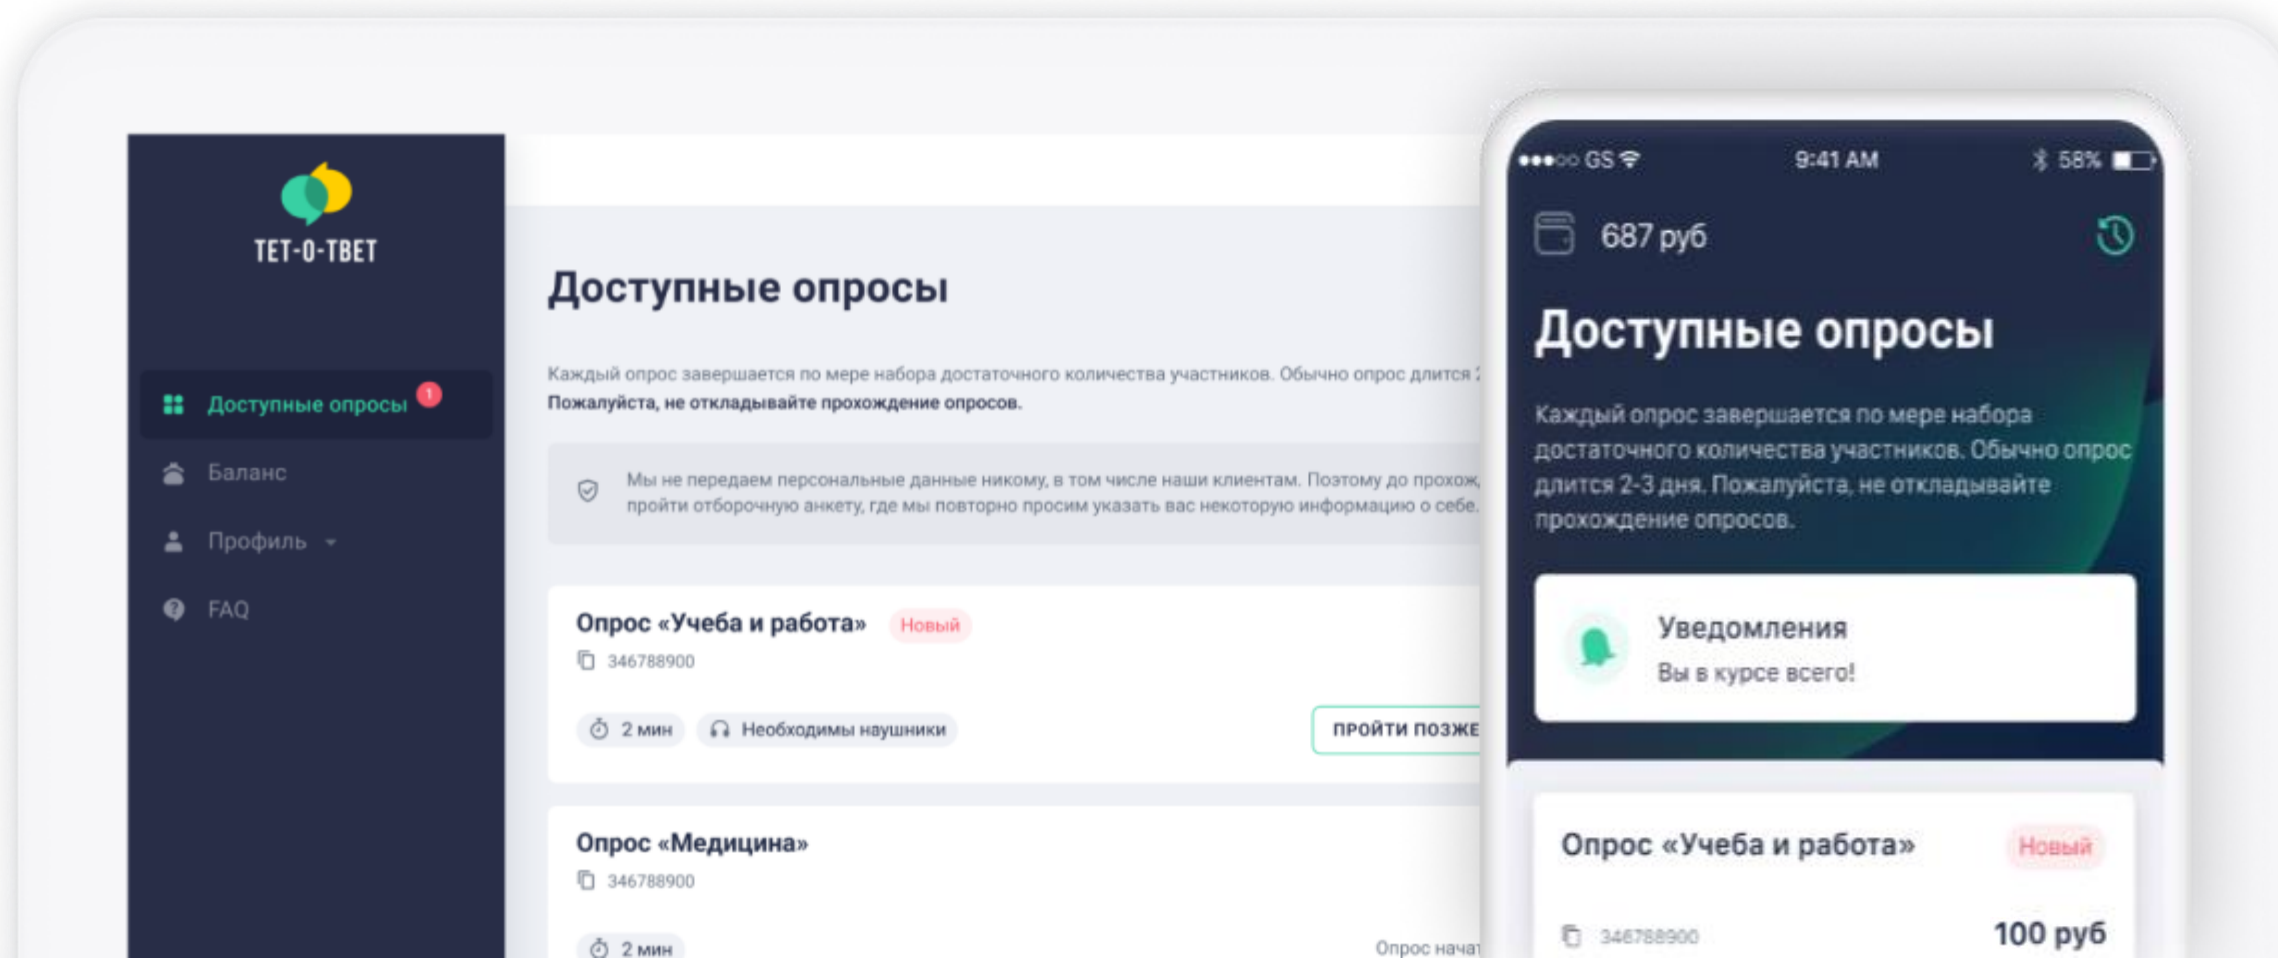 ТЕТ-О-ТВЕТ
Доступные опросы 1
Баланс
Профиль
FAQ
Доступные опросы
Каждый опрос завершается по мере набора достаточного количества участников. Обычно опрос длится
Пожалуйста, не откладывайте прохождение опросов.
Мы не передаем персональные данные никому, в том числе наши клиентам. Поэтому до прохож
пройти отборочную анкету, где мы повторно просим указать вас некоторую информацию о себе.
Опрос «Учеба и работа» Новый
346788900
2 мин Необходимы наушники ПРОЙТИ ПОЗЖЕ
Опрос «Медицина»
346788900
2 мин Опрос начат
GS 9:41 AM 58%
687 руб
Доступные опросы
Каждый опрос завершается по мере набора
достаточного количества участников. Обычно опрос
длится 2-3 дня. Пожалуйста, не откладывайте
прохождение опросов.
Уведомления
Вы в курсе всего!
Опрос «Учеба и работа» Новый
346788900 100 руб